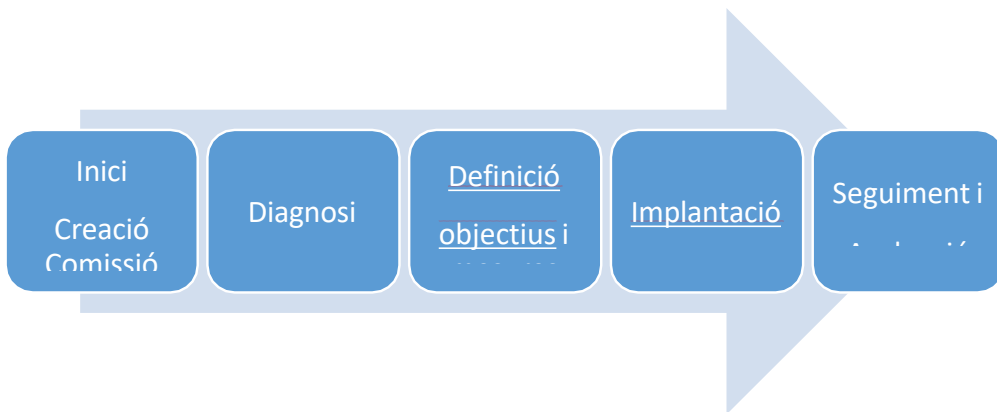 Inici
Creació
Comissió
Diagnosi
Definició
objectius i
Implantació
Seguiment i